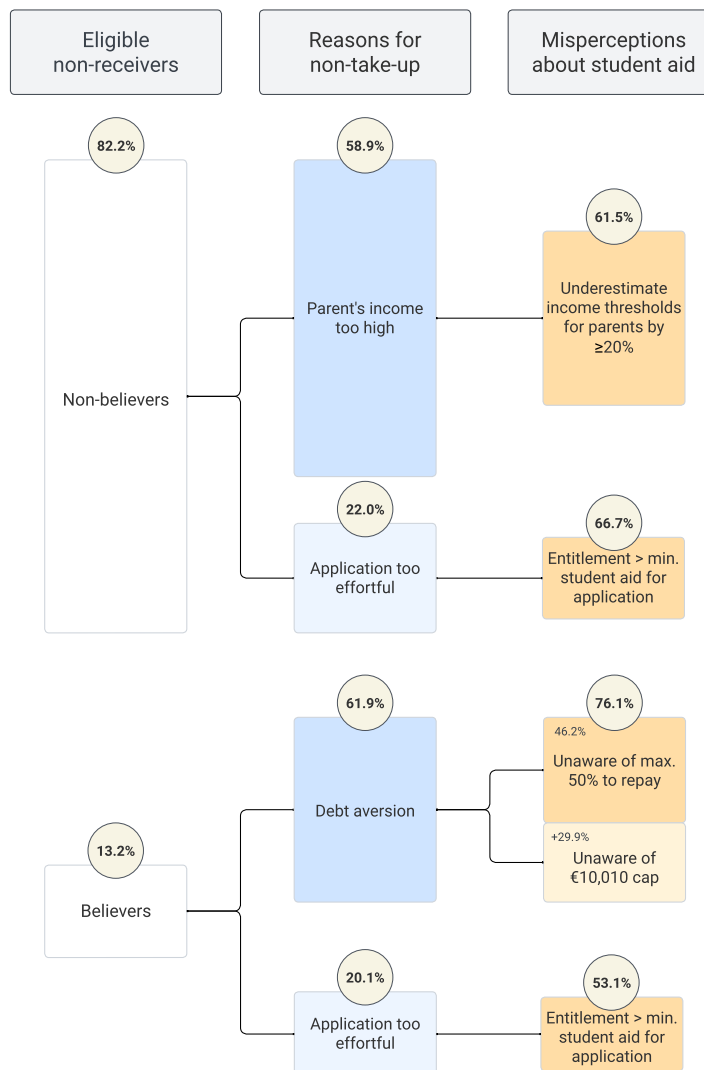 Eligible
non-receivers
Reasons for
non-take-up
Misperceptions
about student aid
82.2%
58.9%
61.5%
Non-believers
Parent's income
too high
Underestimate
income thresholds
for parents by
≥20%
22.0%
66.7%
Application too
effortful
Entitlement > min.
student aid for
application
61.9%
76.1%
13.2%
Believers
Debt aversion
46.2%
Unaware of max.
50% to repay
+29.9%
Unaware of
€10,010 cap
20.1%
53.1%
Application too
effortful
Entitlement > min.
student aid for
application